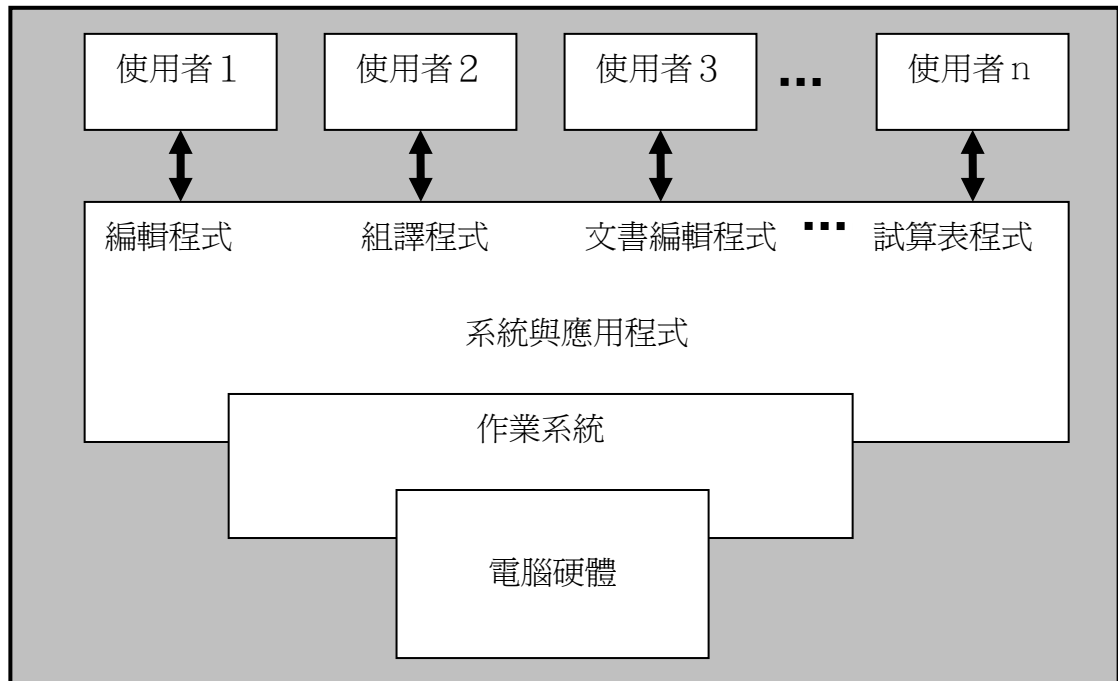 使用者1 使用者2 使用者3 … 使用者n
編輯程式 組譯程式 文書編輯程式 … 試算表程式
系統與應用程式
作業系統
電腦硬體